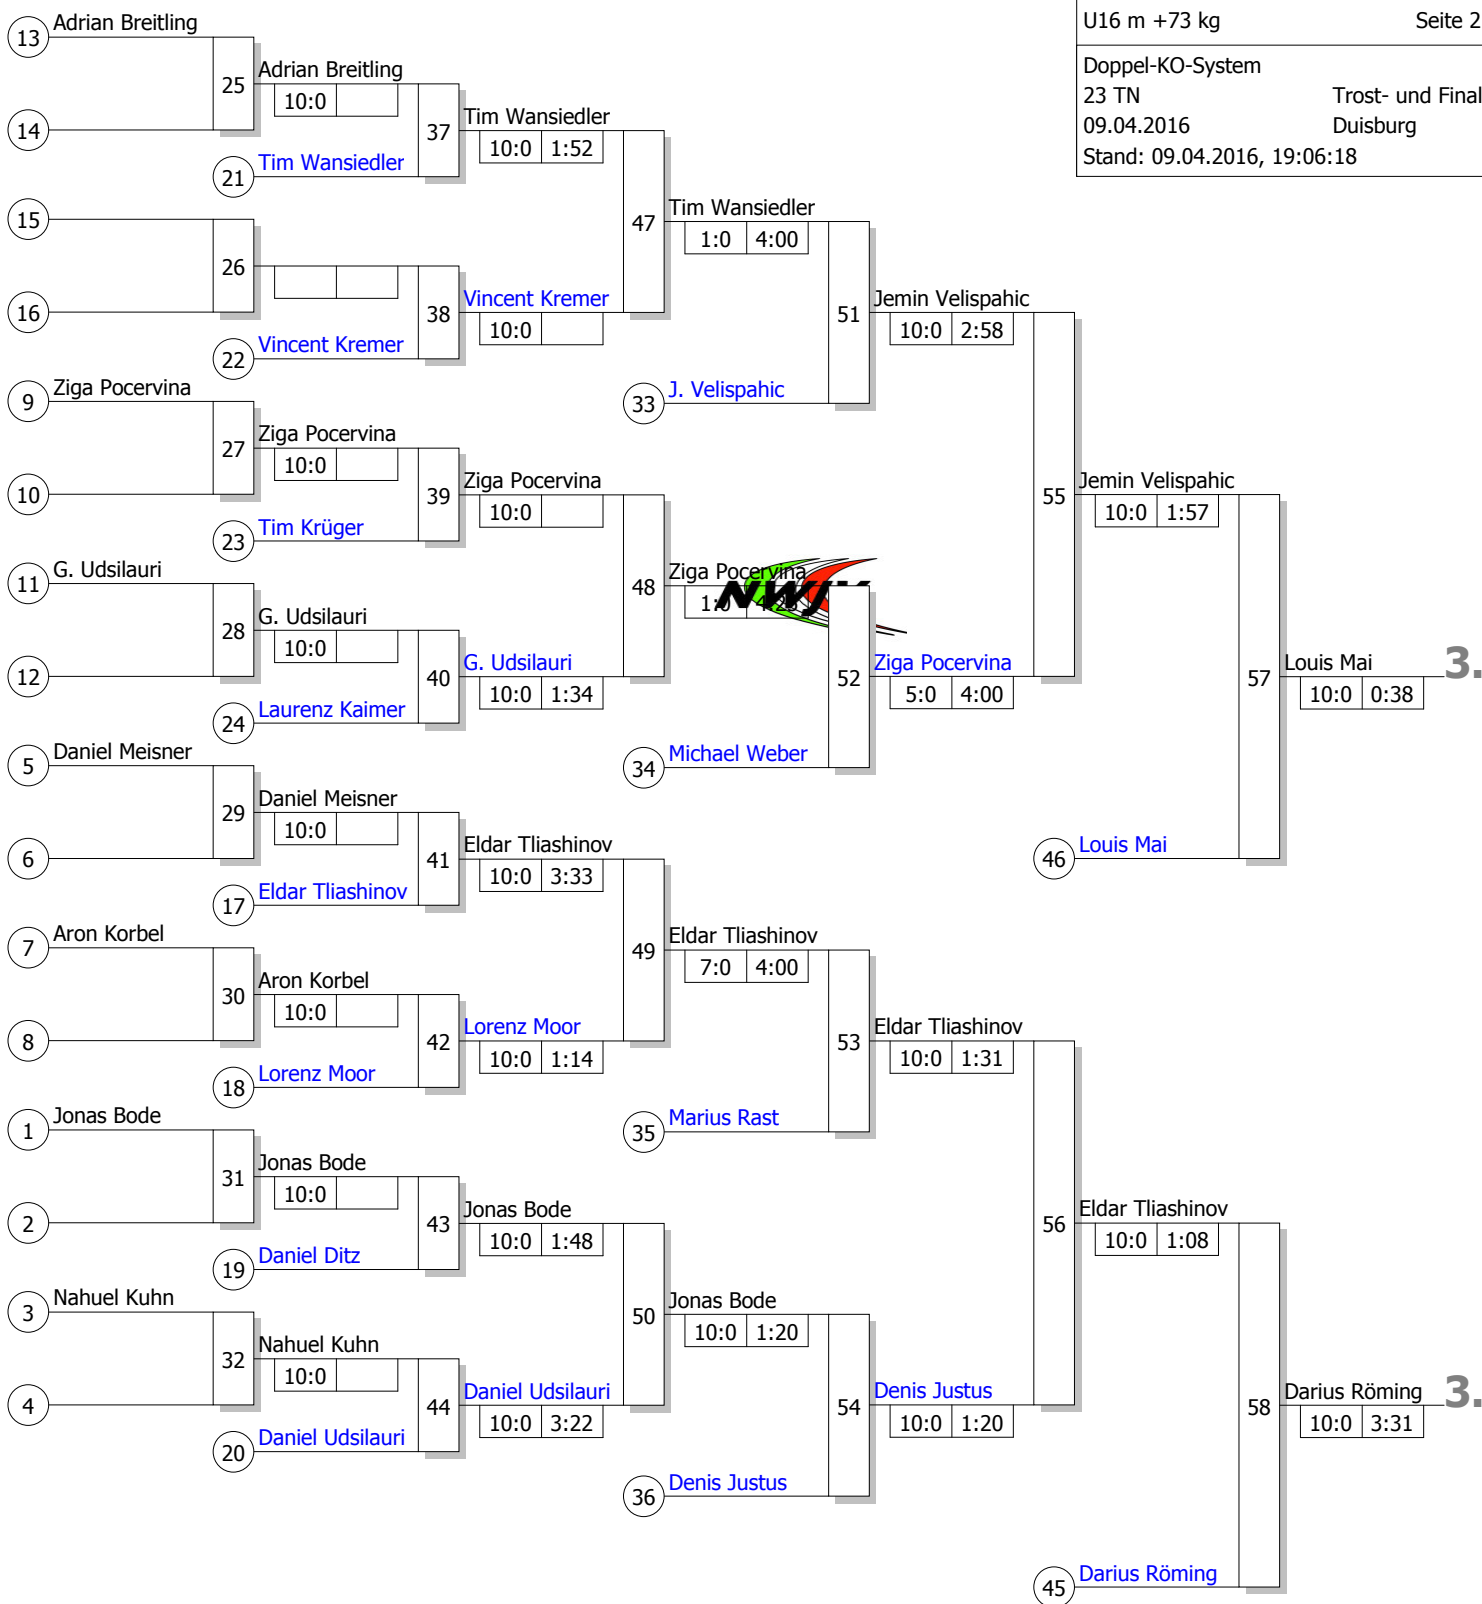 U16 m +73 kg Seite 2
Doppel-KO-System
23 TN Trost- und Final
09.04.2016 Duisburg
Stand: 09.04.2016, 19:06:18
13 Adrian Breitling
25 Adrian Breitling
10:0
14
37 Tim Wansiedler
10:0 1:52
21 Tim Wansiedler
15
47 Tim Wansiedler
1:0 4:00
26
16
38 Vincent Kremer
10:0
22 Vincent Kremer
51 Jemin Velispahic
10:0 2:58
33 J. Velispahic
9 Ziga Pocervina
27 Ziga Pocervina
10:0
10
39 Ziga Pocervina
10:0
23 Tim Krüger
55 Jemin Velispahic
10:0 1:57
11 G. Udsilauri
48 Ziga Pocervina
1:0
28 G. Udsilauri
10:0
12
40 G. Udsilauri
10:0 1:34
24 Laurenz Kaimer
52 Ziga Pocervina
5:0 4:00
34 Michael Weber
57 Louis Mai 3.
10:0 0:38
46 Louis Mai
5 Daniel Meisner
29 Daniel Meisner
10:0
6
41 Eldar Tliashinov
10:0 3:33
17 Eldar Tliashinov
7 Aron Korbel
49 Eldar Tliashinov
7:0 4:00
30 Aron Korbel
10:0
8
42 Lorenz Moor
10:0 1:14
18 Lorenz Moor
53 Eldar Tliashinov
10:0 1:31
35 Marius Rast
1 Jonas Bode
31 Jonas Bode
10:0
2
43 Jonas Bode
10:0 1:48
19 Daniel Ditz
56 Eldar Tliashinov
10:0 1:08
3 Nahuel Kuhn
50 Jonas Bode
10:0 1:20
32 Nahuel Kuhn
10:0
4
44 Daniel Udsilauri
10:0 3:22
20 Daniel Udsilauri
54 Denis Justus
10:0 1:20
36 Denis Justus
58 Darius Röming 3.
10:0 3:31
45 Darius Röming